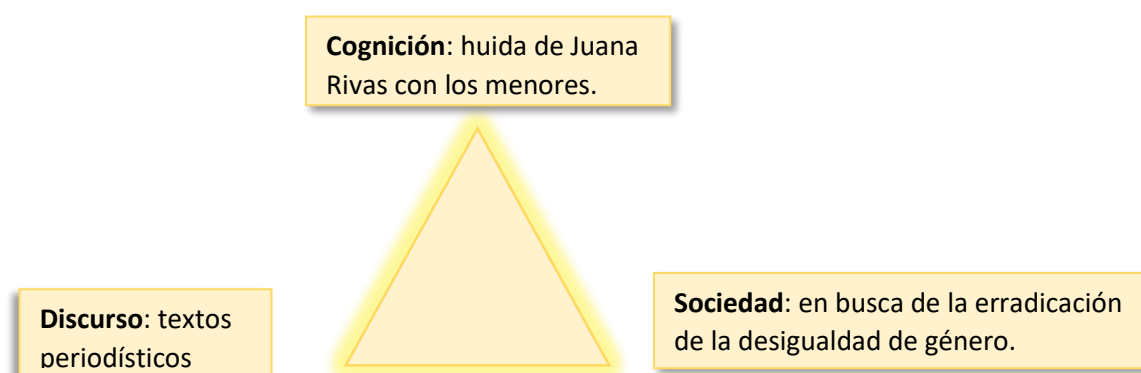 Cognición: huida de Juana
Rivas con los menores.
Discurso: textos
periodísticos
Sociedad: en busca de la erradicación
de la desigualdad de género.